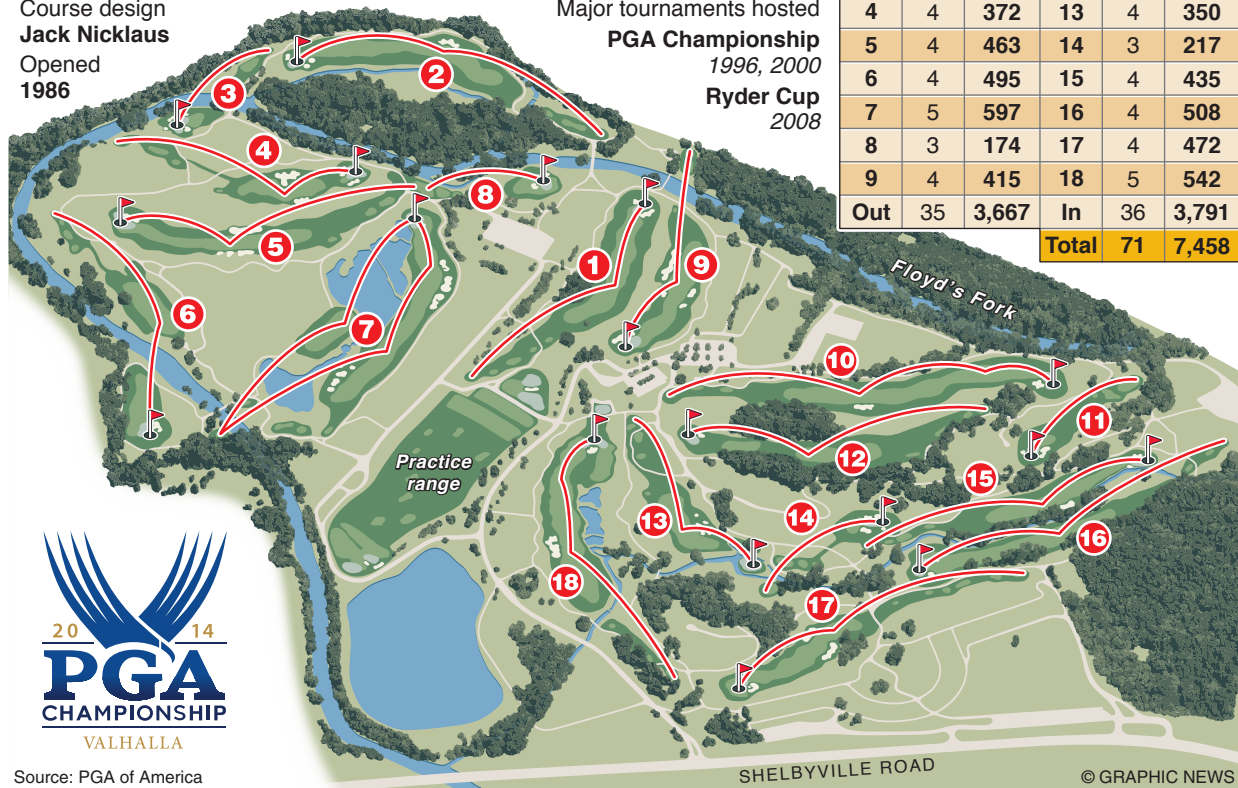 Course design
Jack Nicklaus
Opened
1986
Major tournaments hosted
PGA Championship
1996, 2000
Ryder Cup
2008
4 4 372 13 4 350
5 4 463 14 3 217
6 4 495 15 4 435
7 5 597 16 4 508
8 3 174 17 4 472
9 4 415 18 5 542
Out 35 3,667 In 36 3,791
Total 71 7,458
2
3
4
8
5
1
9
6
7
Floyd's Fork
10
11
12
Practice
range
15
14
13
16
18
17
20 14
PGA
CHAMPIONSHIP
VALHALLA
SHELBYVILLE ROAD
Source: PGA of America
© GRAPHIC NEWS